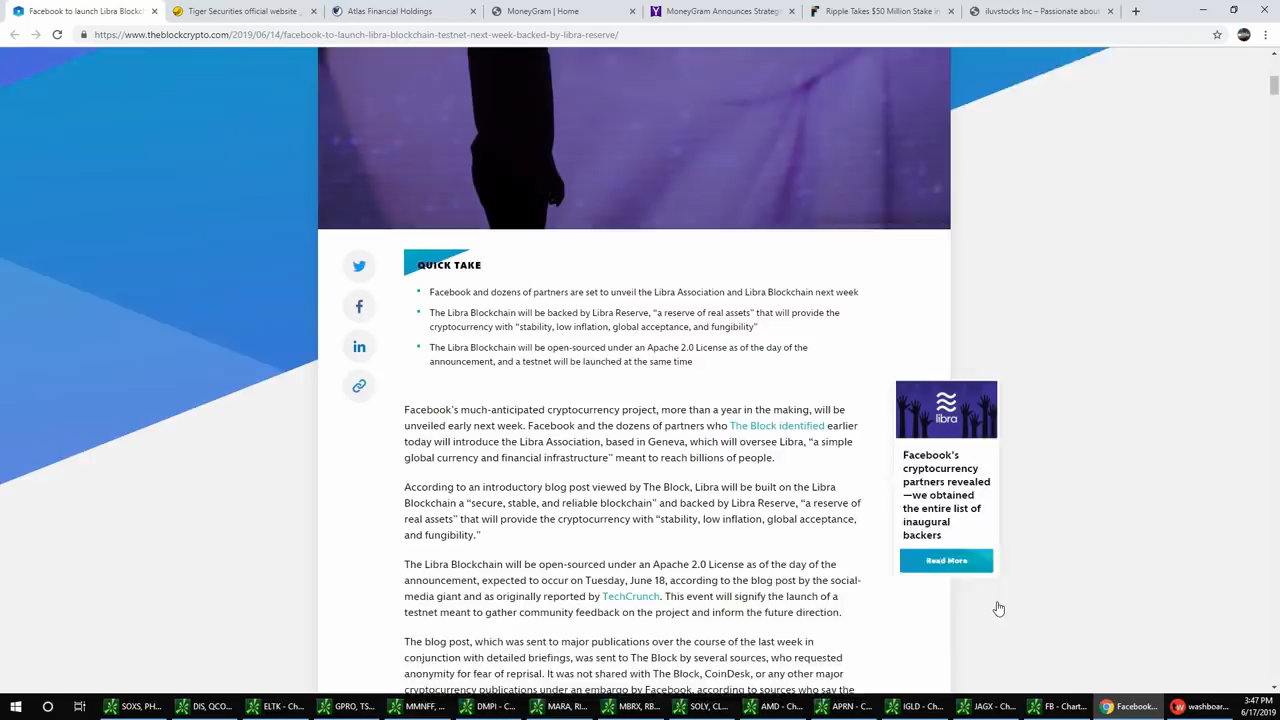 Facebook to launch Libra Blockc
Tiger Securities official website
Atlas Financial Holdings
MoneyGram | Home
MoneyGram Announces Strateg
Ripple Takes $50 Million Stake in
iluvstocks Inc – Passionate about
https://www.theblockcrypto.com/2019/06/14/facebook-to-launch-libra-blockchain-testnet-next-week-backed-by-libra-reserve/
QUICK TAKE
Facebook and dozens of partners are set to unveil the Libra Association and Libra Blockchain next week
The Libra Blockchain will be backed by Libra Reserve, “a reserve of real assets” that will provide the
cryptocurrency with “stability, low inflation, global acceptance, and fungibility”
The Libra Blockchain will be open-sourced under an Apache 2.0 License as of the day of the
announcement, and a testnet will be launched at the same time
Facebook’s much-anticipated cryptocurrency project, more than a year in the making, will be
unveiled early next week. Facebook and the dozens of partners who The Block identified earlier
today will introduce the Libra Association, based in Geneva, which will oversee Libra, “a simple
global currency and financial infrastructure” meant to reach billions of people.
According to an introductory blog post viewed by The Block, Libra will be built on the Libra
Blockchain a “secure, stable, and reliable blockchain” and backed by Libra Reserve, “a reserve of
real assets” that will provide the cryptocurrency with “stability, low inflation, global acceptance,
and fungibility.”
The Libra Blockchain will be open-sourced under an Apache 2.0 License as of the day of the
announcement, expected to occur on Tuesday, June 18, according to the blog post by the social-
media giant and as originally reported by TechCrunch. This event will signify the launch of a
testnet meant to gather community feedback on the project and inform the future direction.
The blog post, which was sent to major publications over the course of the last week in
conjunction with detailed briefings, was sent to The Block by several sources, who requested
anonymity for fear of reprisal. It was not shared with The Block, CoinDesk, or any other major
cryptocurrency publications under an embargo by Facebook, according to sources who say the
libra
Facebook’s
cryptocurrency
partners revealed
—we obtained
the entire list of
inaugural
backers
Read More
SOXS, PH...
DIS, QCO...
ELTK - Ch...
GPRO, TS...
MMNFF, ...
DMPI - C...
MARA, RI...
MBRX, RB...
SOLY, CL...
AMD - Ch...
APRN - C...
IGLD - Ch...
JAGX - Ch...
FB - Chart...
Facebook...
washboar...
3:47 PM
6/17/2019